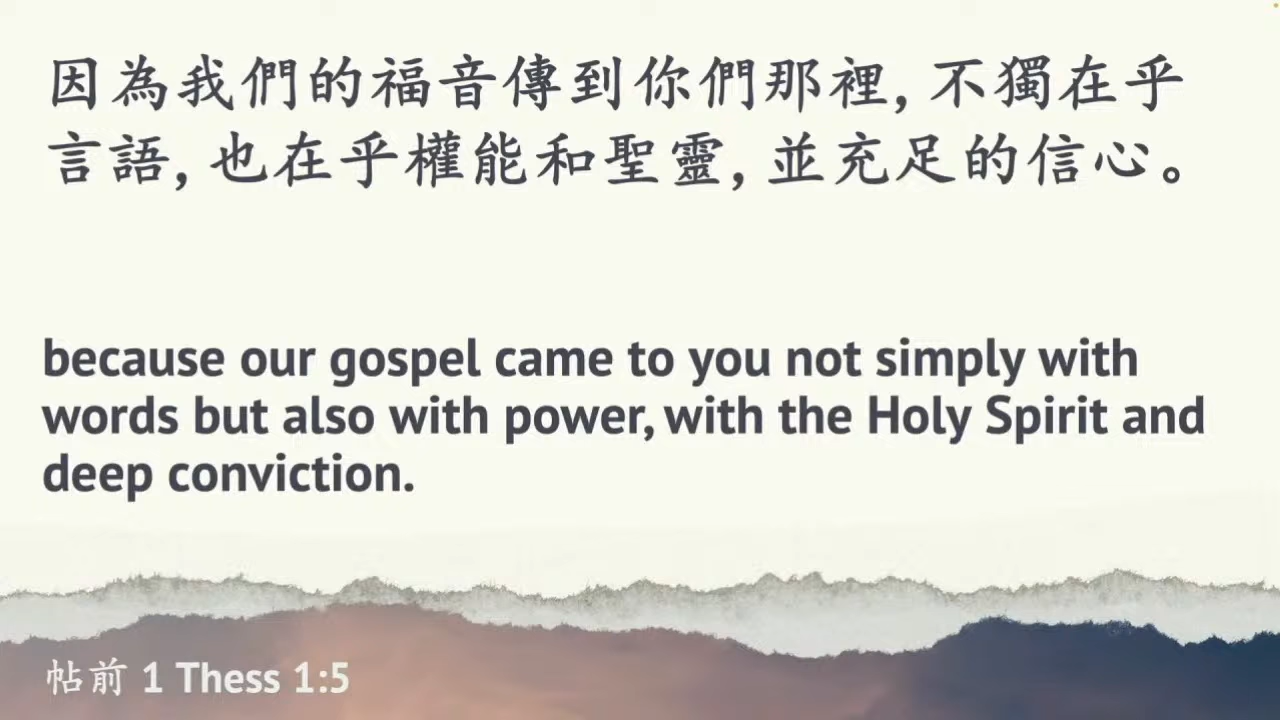 因為我們的福音傳到你們那裡, 不獨在乎
言語, 也在乎權能和聖靈, 並充足的信心。
because our gospel came to you not simply with
words but also with power, with the Holy Spirit and
deep conviction.
帖前 1 Thess 1:5